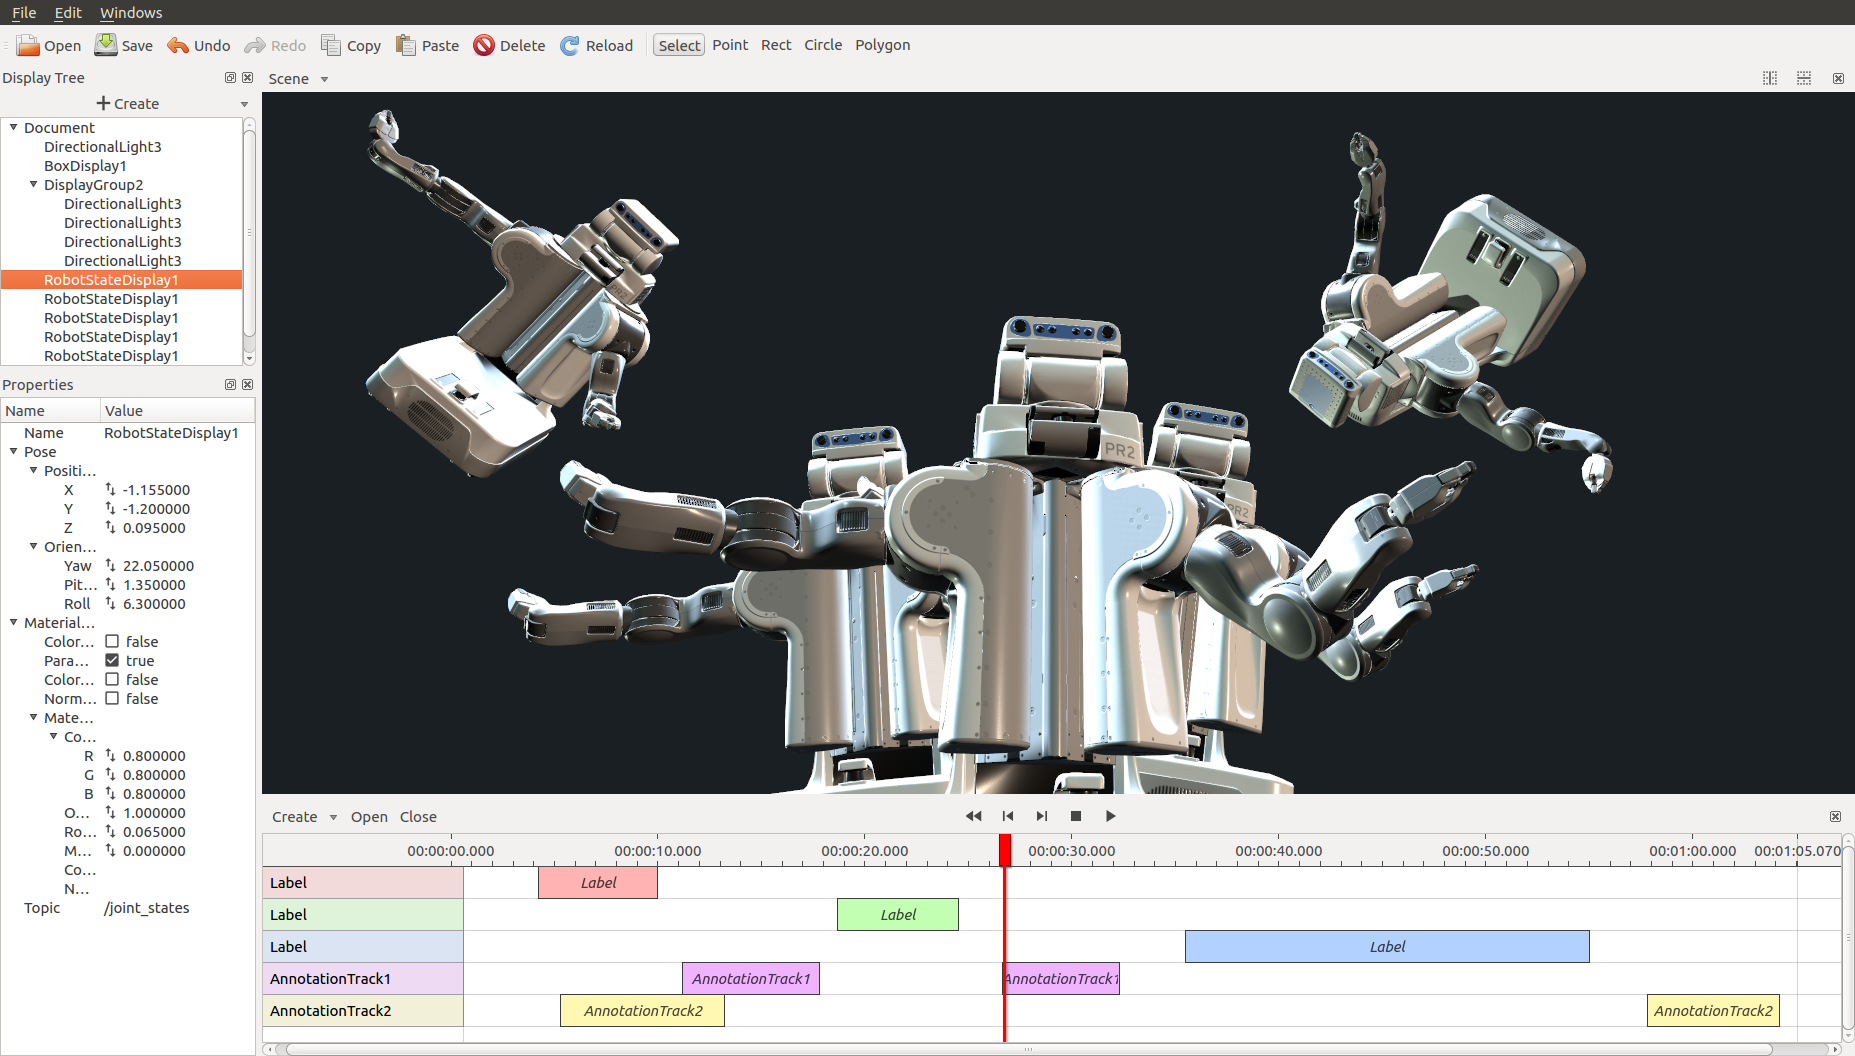 File Edit Windows
Open Save Undo Redo Copy Paste Delete Reload Select Point Rect Circle Polygon
Display Tree
Scene
Create
Document
DirectionalLight3
BoxDisplay1
DisplayGroup2
DirectionalLight3
DirectionalLight3
DirectionalLight3
DirectionalLight3
RobotStateDisplay1
RobotStateDisplay1
RobotStateDisplay1
RobotStateDisplay1
RobotStateDisplay1
PR2
PR2
PR2
Properties
Name Value
Name RobotStateDisplay1
Pose
Positi...
X -1.155000
Y -1.200000
Z 0.095000
Orien...
Yaw 22.050000
Pit... 1.350000
Roll 6.300000
Material...
Color... false
Para... true
Color... false
Norm... false
Mate...
Co...
R 0.800000
G 0.800000
B 0.800000
O... 1.000000
Ro... 0.065000
M... 0.000000
Co...
N...
Topic /joint_states
Create Open Close
00:00:00.000 00:00:10.000 00:00:20.000 00:00:30.000 00:00:40.000 00:00:50.000 00:01:00.000 00:01:05.070
Label Label
Label Label
Label Label
AnnotationTrack1 AnnotationTrack1 AnnotationTrack1
AnnotationTrack2 AnnotationTrack2 AnnotationTrack2